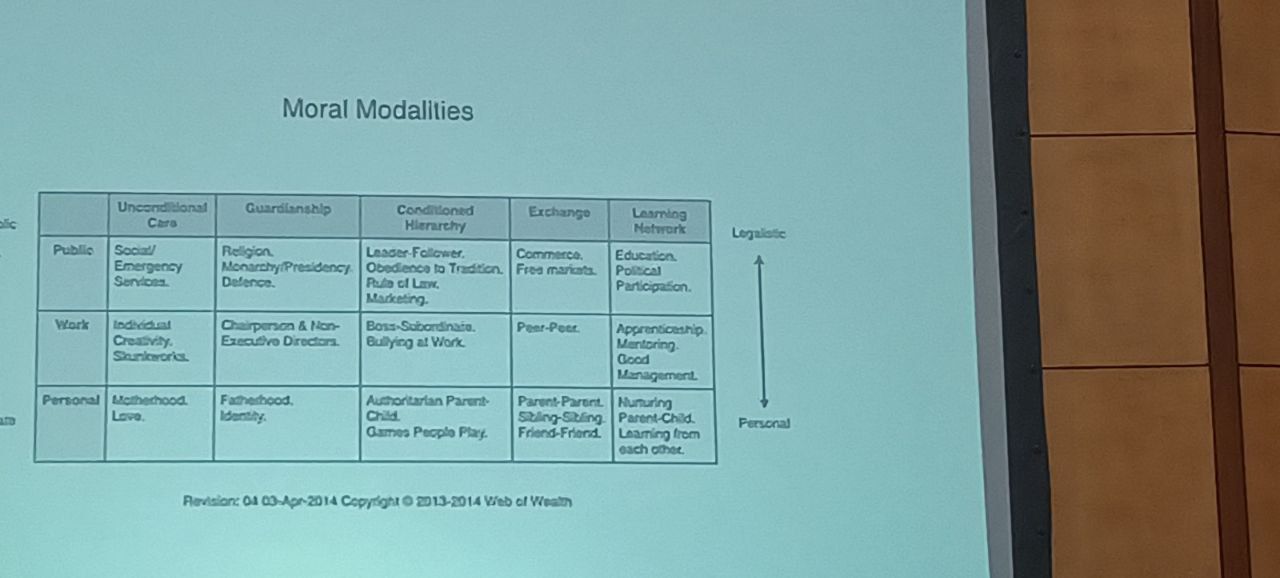 Moral Modalities
Unconditional
Care
Guardianship
Conditioned
Hierarchy
Exchange
Learning
Network
Public
Social/
Emergency
Services.
Religion.
Monarchy/Presidency.
Defence.
Leader-Follower.
Obedience to Tradition.
Rule of Law.
Marketing.
Commerce.
Free markets.
Education.
Political
Participation.
Work
Individual
Creativity.
Skunkworks.
Chairperson & Non-
Executive Directors.
Boss-Subordinate.
Bullying at Work.
Peer-Peer.
Apprenticeship.
Mentoring.
Good
Management.
Personal
Motherhood.
Love.
Fatherhood.
Identity.
Authoritarian Parent-
Child.
Games People Play.
Parent-Parent.
Sibling-Sibling.
Friend-Friend.
Nurturing
Parent-Child.
Learning from
each other.
Legalistic
Personal
Revision: 04 03-Apr-2014 Copyright © 2013-2014 Web of Wealth